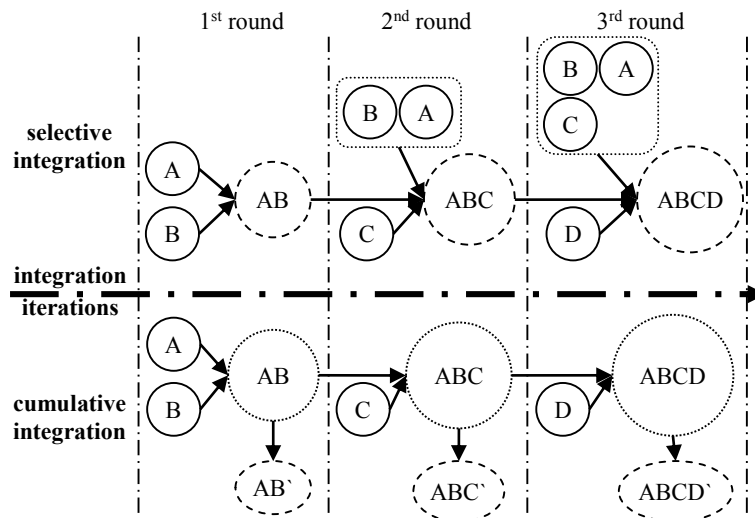 1st round
2nd round
3rd round
B A
B A
C
selective
integration
A
B
AB
C
ABC
D
ABCD
integration
iterations
A
B
AB
C
ABC
D
ABCD
cumulative
integration
AB`
ABC`
ABCD`